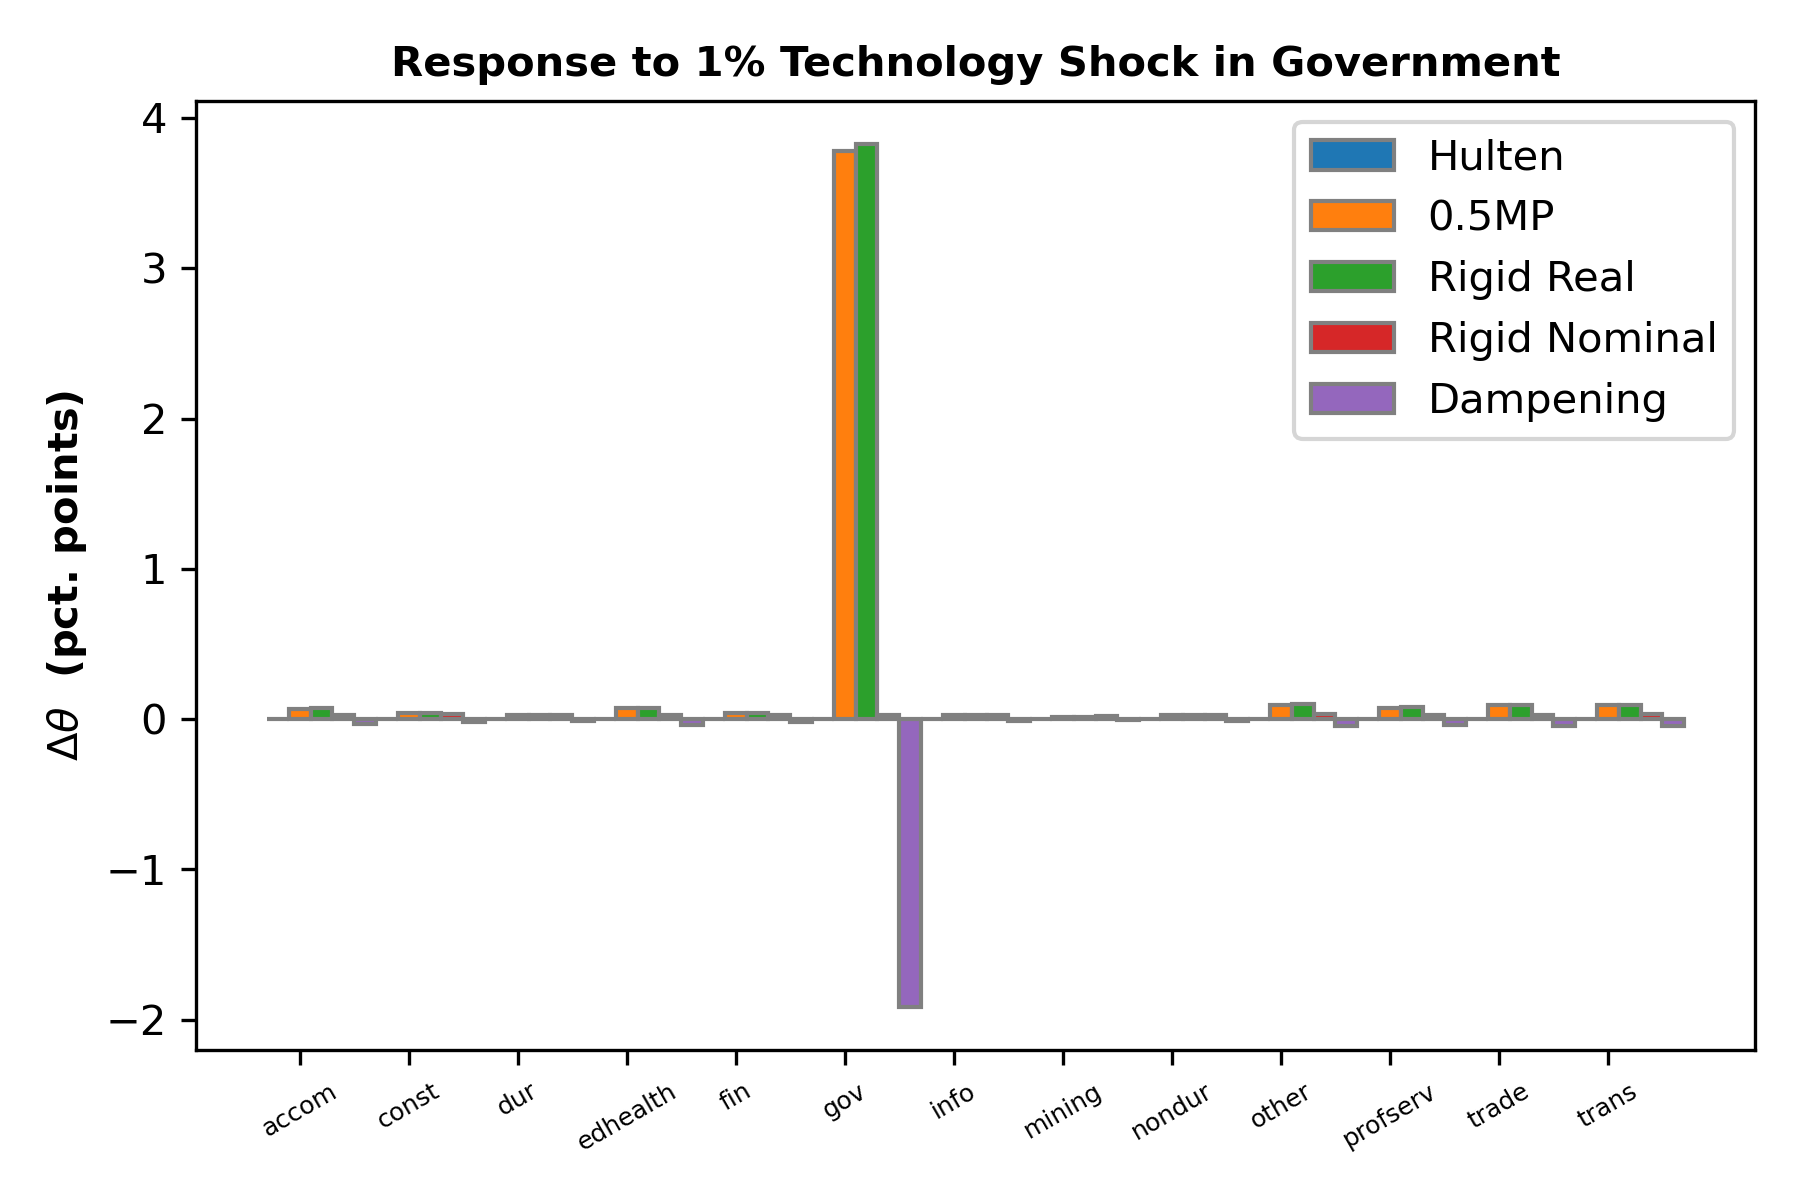 Response to 1% Technology Shock in Government
Δθ (pct. points)
4
3
2
1
0
−1
−2
Hulten
0.5MP
Rigid Real
Rigid Nominal
Dampening
accom
const
dur
edhealth
fin
gov
info
mining
nondur
other
profserv
trade
trans